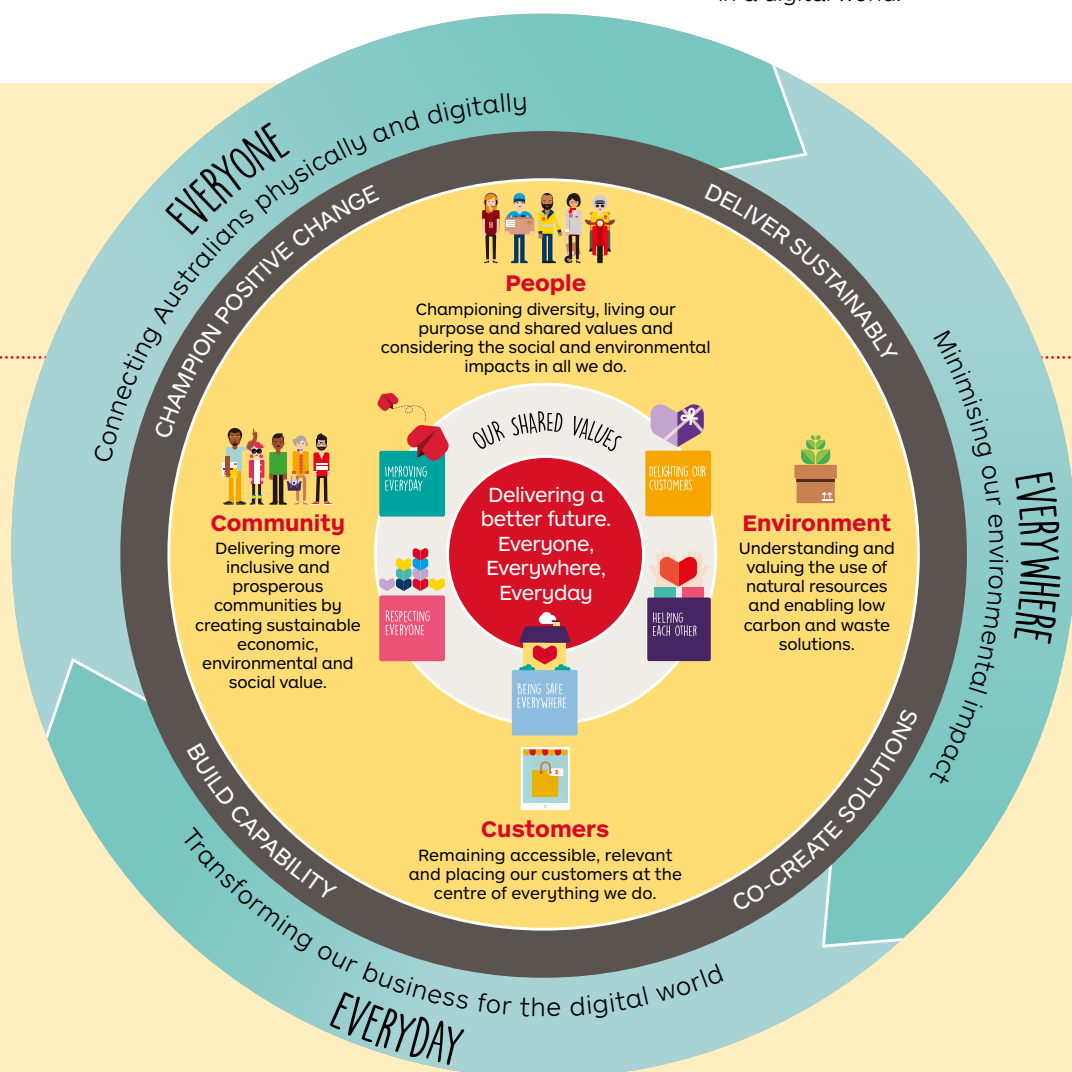 in a digital world.
EVERYONE
Connecting Australians physically and digitally
CHAMPION POSITIVE CHANGE
DELIVER SUSTAINABLY
EVERYWHERE
Minimising our environmental impact
People
Championing diversity, living our
purpose and shared values and
considering the social and environmental
impacts in all we do.
OUR SHARED VALUES
IMPROVING
EVERYDAY
DELIGHTING OUR
CUSTOMERS
Delivering a
better future.
Everyone,
Everywhere,
Everyday
Community
Delivering more
inclusive and
prosperous
communities by
creating sustainable
economic,
environmental and
social value.
Environment
Understanding and
valuing the use of
natural resources
and enabling low
carbon and waste
solutions.
RESPECTING
EVERYONE
HELPING
EACH OTHER
BEING SAFE
EVERYWHERE
$
Customers
Remaining accessible, relevant
and placing our customers at the
centre of everything we do.
BUILD CAPABILITY
CO-CREATE SOLUTIONS
Transforming our business for the digital world
EVERYDAY